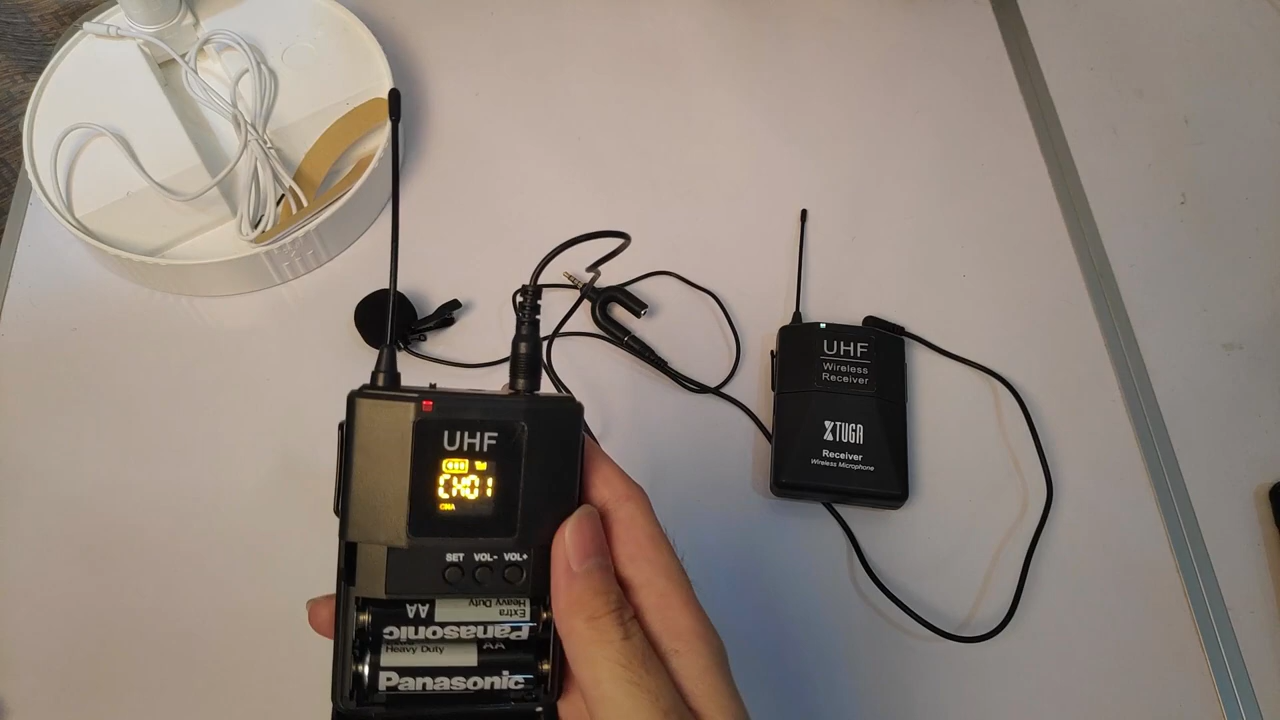 UHF
CH01
SET VOL- VOL+
AA
Extra
Heavy Duty
Panasonic
Heavy Duty
AA
Panasonic
UHF
Wireless
Receiver
XTUGA
Receiver
Wireless Microphone